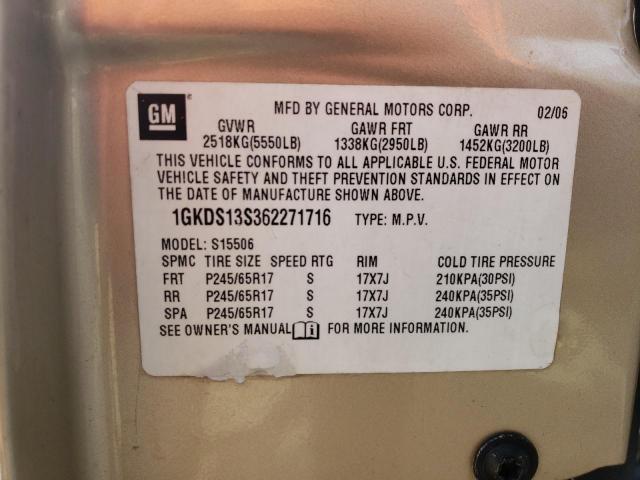 GM
MFD BY GENERAL MOTORS CORP. 02/06
GVWR GAWR FRT GAWR RR
2518KG(5550LB) 1338KG(2950LB) 1452KG(3200LB)
THIS VEHICLE CONFORMS TO ALL APPLICABLE U.S. FEDERAL MOTOR
VEHICLE SAFETY AND THEFT PREVENTION STANDARDS IN EFFECT ON
THE DATE OF MANUFACTURE SHOWN ABOVE.
1GKDS13S362271716 TYPE: M.P.V.
MODEL: S15506
SPMC TIRE SIZE SPEED RTG RIM COLD TIRE PRESSURE
FRT P245/65R17 S 17X7J 210KPA(30PSI)
RR P245/65R17 S 17X7J 240KPA(35PSI)
SPA P245/65R17 S 17X7J 240KPA(35PSI)
SEE OWNER'S MANUAL i FOR MORE INFORMATION.